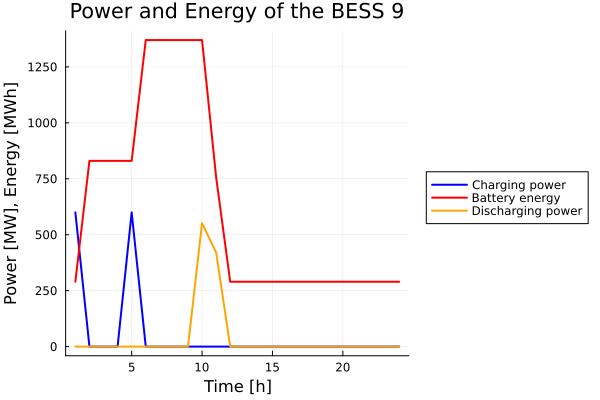 Power and Energy of the BESS 9
Power [MW], Energy [MWh]
1250
1000
750
500
250
0
5
10
15
20
Time [h]
Charging power
Battery energy
Discharging power